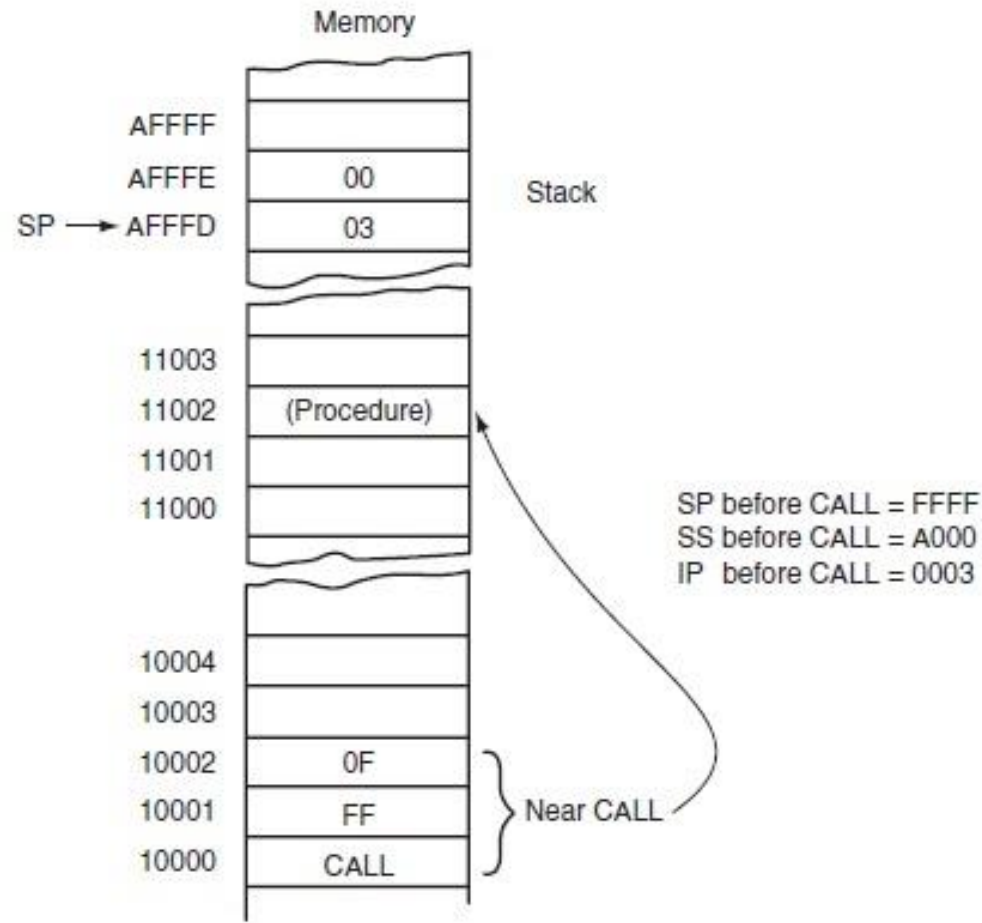 Memory
AFFFF
AFFFE 00
Stack
SP AFFFD 03
11003
11002 (Procedure)
11001
11000
SP before CALL = FFFF
SS before CALL = A000
IP before CALL = 0003
10004
10003
10002 0F
10001 FF
Near CALL
10000 CALL